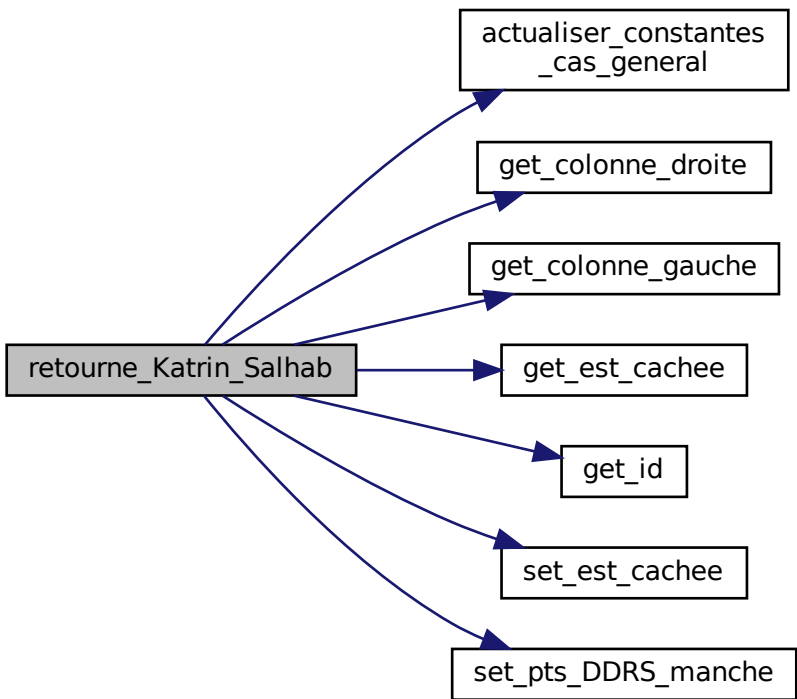 actualiser_constantes
_cas_general
get_colonne_droite
get_colonne_gauche
retourne_Katrin_Salhab
get_est_cachee
get_id
set_est_cachee
set_pts_DDRS_manche